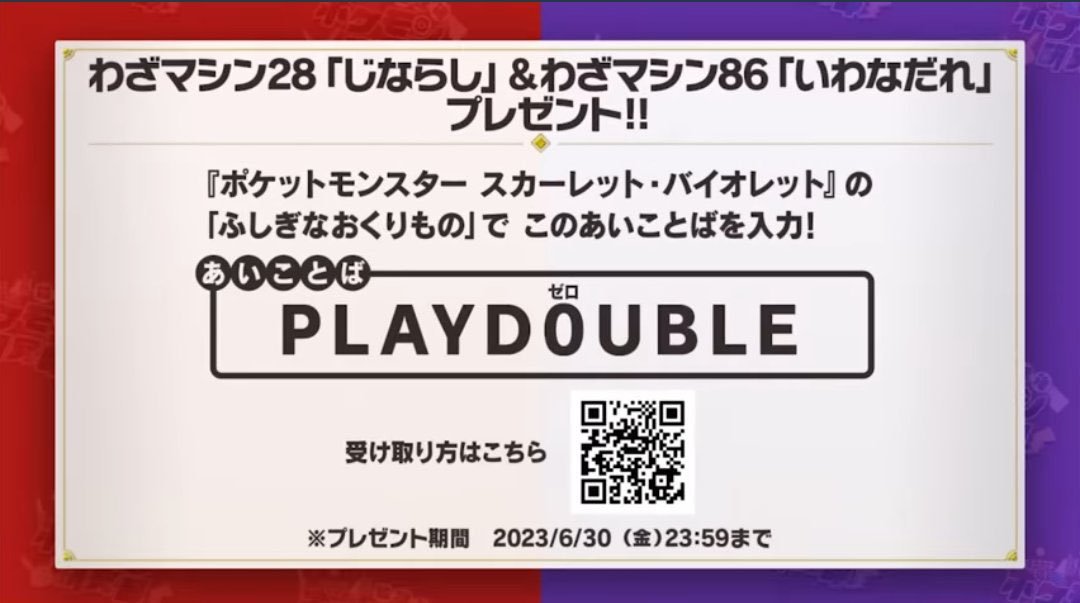 わざマシン28「じならし」&わざマシン86「いわなだれ」
プレゼント!!
『ポケットモンスター スカーレット・バイオレット』の
「ふしぎなおくりもの」で このあいことばを入力!
あいことば
ゼロ
PLAYD0UBLE
受け取り方はこちら
※プレゼント期間 2023/6/30(金)23:59まで